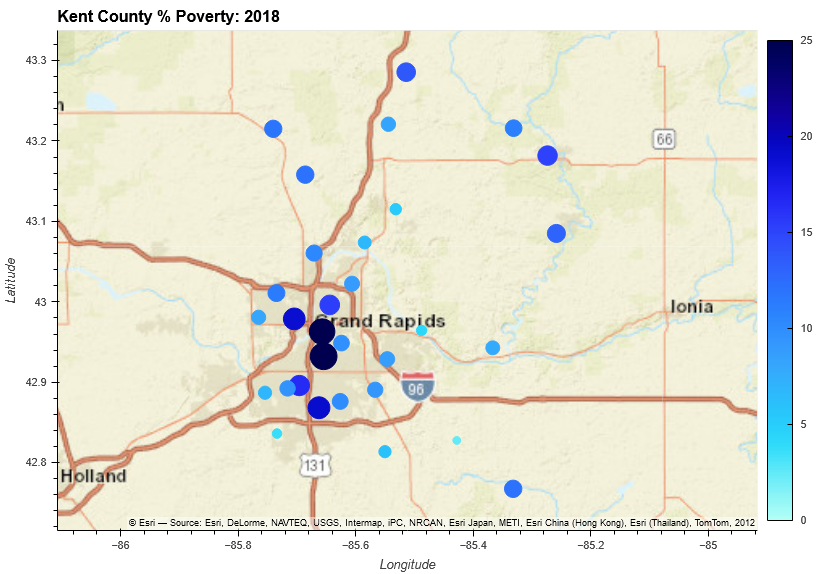 Kent County % Poverty: 2018
43.3
43.2
43.1
43
42.9
42.8
Latitude
n
66
Grand Rapids
Ionia
96
131
Holland
© Esri — Source: Esri, DeLorme, NAVTEQ, USGS, Intermap, iPC, NRCAN, Esri Japan, METI, Esri China (Hong Kong), Esri (Thailand), TomTom, 2012
−86
−85.8
−85.6
−85.4
−85.2
−85
Longitude
25
20
15
10
5
0